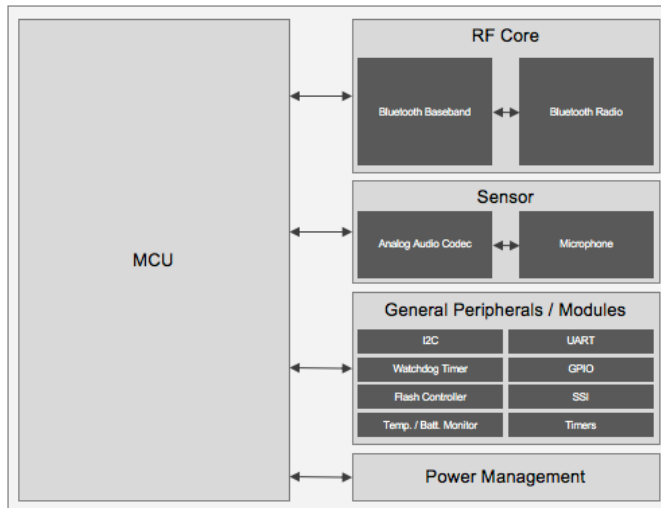 MCU
RF Core
Bluetooth Baseband
Bluetooth Radio
Sensor
Analog Audio Codec
Microphone
General Peripherals / Modules
I2C
UART
Watchdog Timer
GPIO
Flash Controller
SSI
Temp. / Batt. Monitor
Timers
Power Management